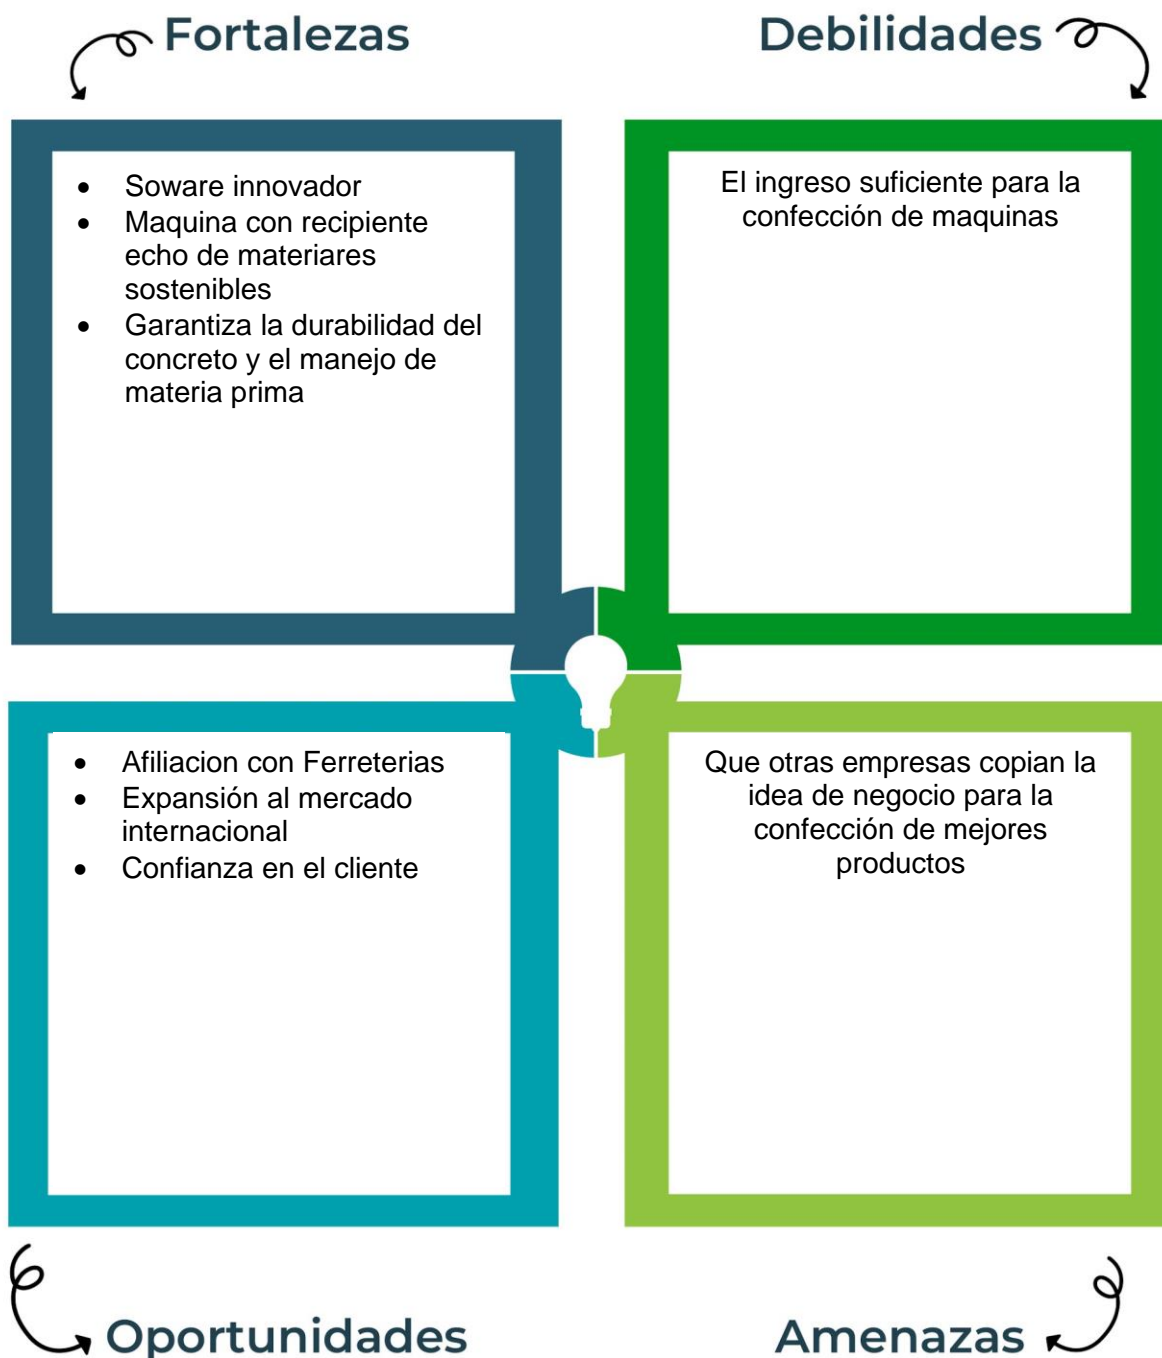 Fortalezas
• Soware innovador
• Maquina con recipiente
echo de materiares
sostenibles
• Garantiza la durabilidad del
concreto y el manejo de
materia prima
Debilidades
El ingreso suficiente para la
confección de maquinas
• Afiliacion con Ferreterias
• Expansión al mercado
internacional
• Confianza en el cliente
Oportunidades
Que otras empresas copian la
idea de negocio para la
confección de mejores
productos
Amenazas